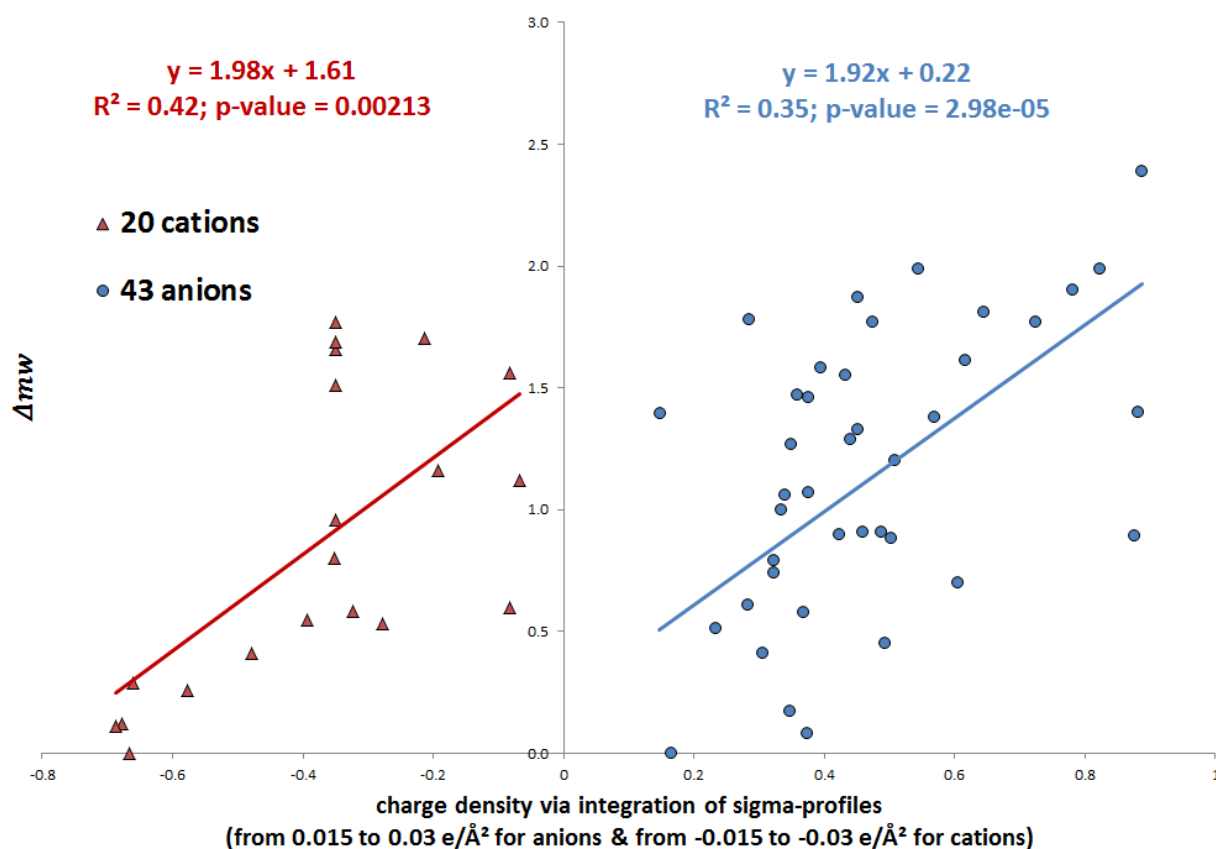 3.0
y = 1.98x + 1.61
R² = 0.42; p-value = 0.00213
y = 1.92x + 0.22
R² = 0.35; p-value = 2.98e-05
2.5
20 cations
2.0
43 anions
1.5
Δmw
1.0
0.5
0.0
-0.8 -0.6 -0.4 -0.2 0 0.2 0.4 0.6 0.8 1
charge density via integration of sigma-profiles
(from 0.015 to 0.03 e/Å² for anions & from -0.015 to -0.03 e/Å² for cations)